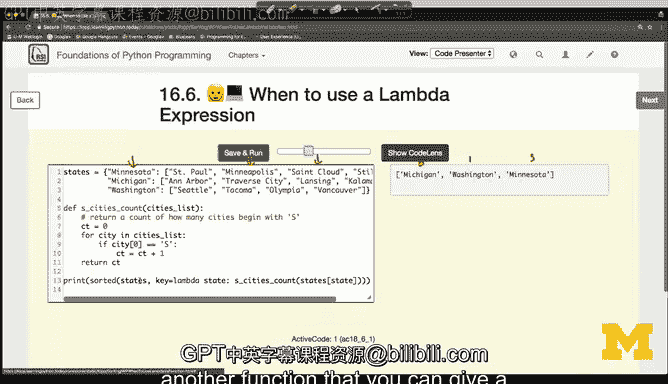 GPT中英字幕课程资源@bilibili.com
Secure
Foundations of Python Programming
Chapters
View: Code Presenter
Back
16.6. 👩💻 When to use a Lambda
Expression
Next
Save & Run
Show CodeLens
1 states = {"Minnesota": ["St. Paul", "Minneapolis", "Saint Cloud", "Stil
2 "Michigan": ["Ann Arbor", "Traverse City", "Lansing", "Kalama
3 "Washington": ["Seattle", "Tacoma", "Olympia", "Vancouver"]}
4
5 def s_cities_count(cities_list):
6 # return a count of how many cities begin with 'S'
7 ct = 0
8 for city in cities_list:
9 if city[0] == 'S':
10 ct = ct + 1
11 return ct
12
13 print(sorted(states, key=lambda state: s_cities_count(states[state])))
14
['Michigan', 'Washington', 'Minnesota']
ActiveCode: 1 (ac18_6_1)
GPT中英字幕课程资源@bilibili.com
another function that you can give a
M